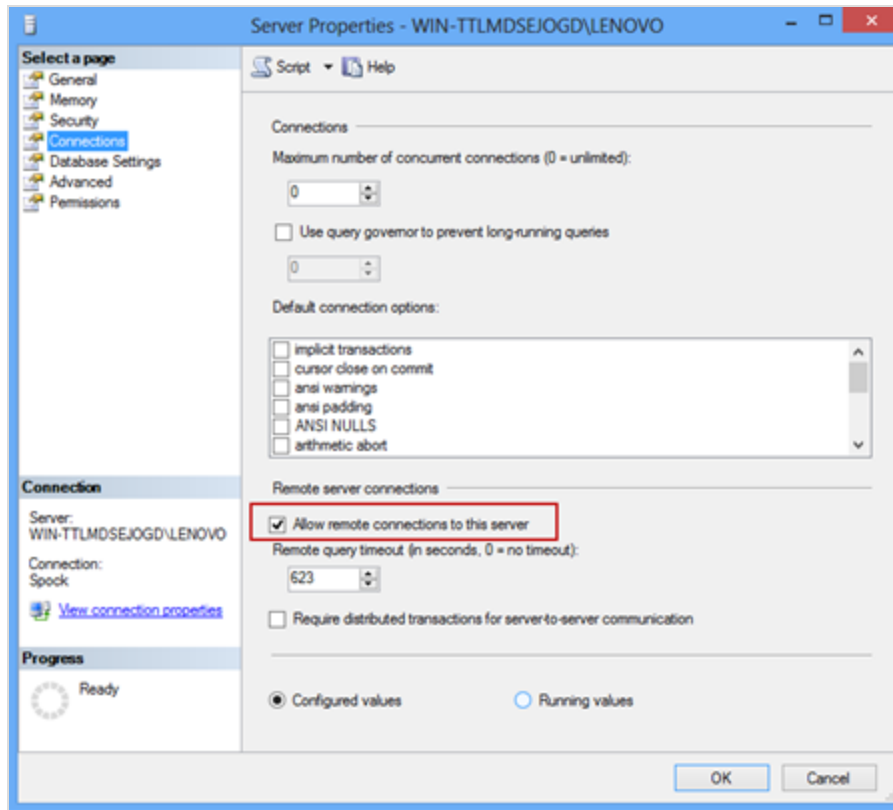 Server Properties - WIN-TTLMDSEJOGD\LENOVO
Select a page
General
Memory
Security
Connections
Database Settings
Advanced
Permissions
Script
Help
Connections
Maximum number of concurrent connections (0 = unlimited):
0
Use query governor to prevent long-running queries
0
Default connection options:
implicit transactions
cursor close on commit
ansi warnings
ansi padding
ANSI NULLS
arithmetic abort
Remote server connections
Allow remote connections to this server
Remote query timeout (in seconds, 0 = no timeout):
623
Require distributed transactions for server-to-server communication
Configured values
Running values
Connection
Server:
WIN-TTLMDSEJOGD\LENOVO
Connection:
Spock
View connection properties
Progress
Ready
OK
Cancel